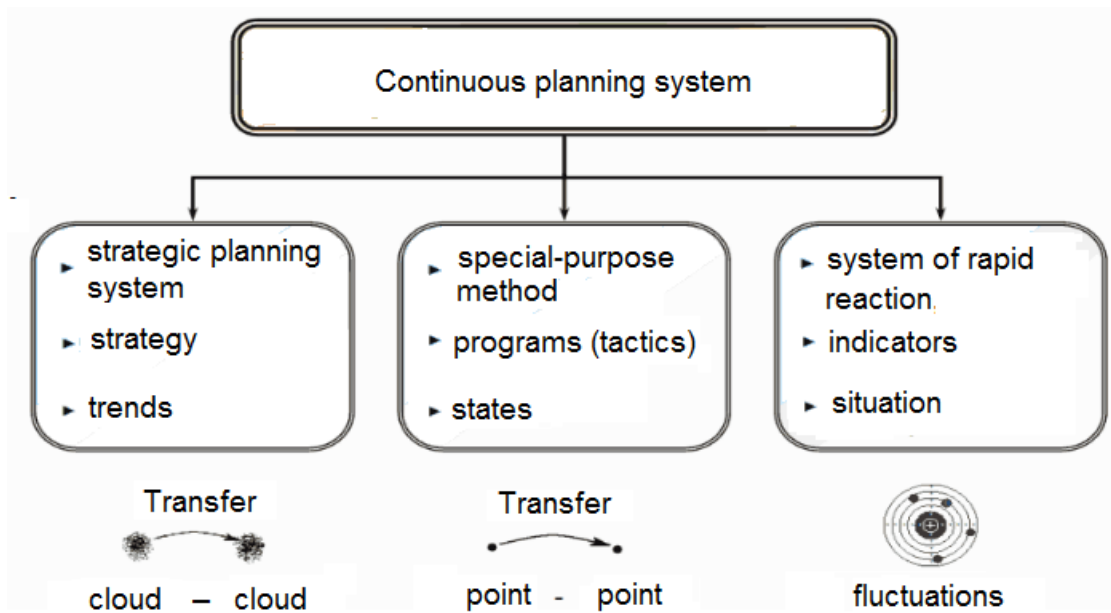 Continuous planning system
strategic planning
system
strategy
trends
special-purpose
method
programs (tactics)
states
system of rapid
reaction
indicators
situation
Transfer
cloud – cloud
Transfer
point - point
fluctuations